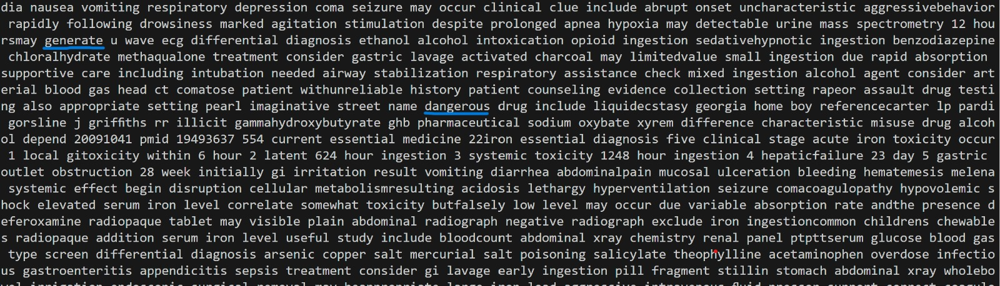 dia nausea vomiting respiratory depression coma seizure may occur clinical clue include abrupt onset uncharacteristic aggressivebehavior
rapidly following drowsiness marked agitation stimulation despite prolonged apnea hypoxia may detectable urine mass spectrometry 12 hou
rsmay generate u wave ecg differential diagnosis ethanol alcohol intoxication opioid ingestion sedativehypnotic ingestion benzodiazepine
chloralhydrate methaqualone treatment consider gastric lavage activated charcoal may limitedvalue small ingestion due rapid absorption
supportive care including intubation needed airway stabilization respiratory assistance check mixed ingestion alcohol agent consider art
erial blood gas head ct comatose patient withunreliable history patient counseling evidence collection setting rapeor assault drug testi
ng also appropriate setting pearl imaginative street name dangerous drug include liquidecstasy georgia home boy referencecarter lp pardi
gorsline j griffiths rr illicit gammahydroxybutyrate ghb pharmaceutical sodium oxybate xyrem difference characteristic misuse drug alcoh
ol depend 20091041 pmid 19493637 554 current essential medicine 22iron essential diagnosis five clinical stage acute iron toxicity occur
1 local gitoxicity within 6 hour 2 latent 624 hour ingestion 3 systemic toxicity 1248 hour ingestion 4 hepaticfailure 23 day 5 gastric
outlet obstruction 28 week initially gi irritation result vomiting diarrhea abdominalpain mucosal ulceration bleeding hematemesis melena
systemic effect begin disruption cellular metabolismresulting acidosis lethargy hyperventilation seizure comacoagulopathy hypovolemic s
hock elevated serum iron level correlate somewhat toxicity butfalsely low level may occur due variable absorption rate andthe presence d
eferoxamine radiopaque tablet may visible plain abdominal radiograph negative radiograph exclude iron ingestioncommon childrens chewable
s radiopaque addition serum iron level useful study include bloodcount abdominal xray chemistry renal panel ptpttserum glucose blood gas
type screen differential diagnosis arsenic copper salt mercurial salt poisoning salicylate theophylline acetaminophen overdose infectio
us gastroenteritis appendicitis sepsis treatment consider gi lavage early ingestion pill fragment stillin stomach abdominal xray wholebo